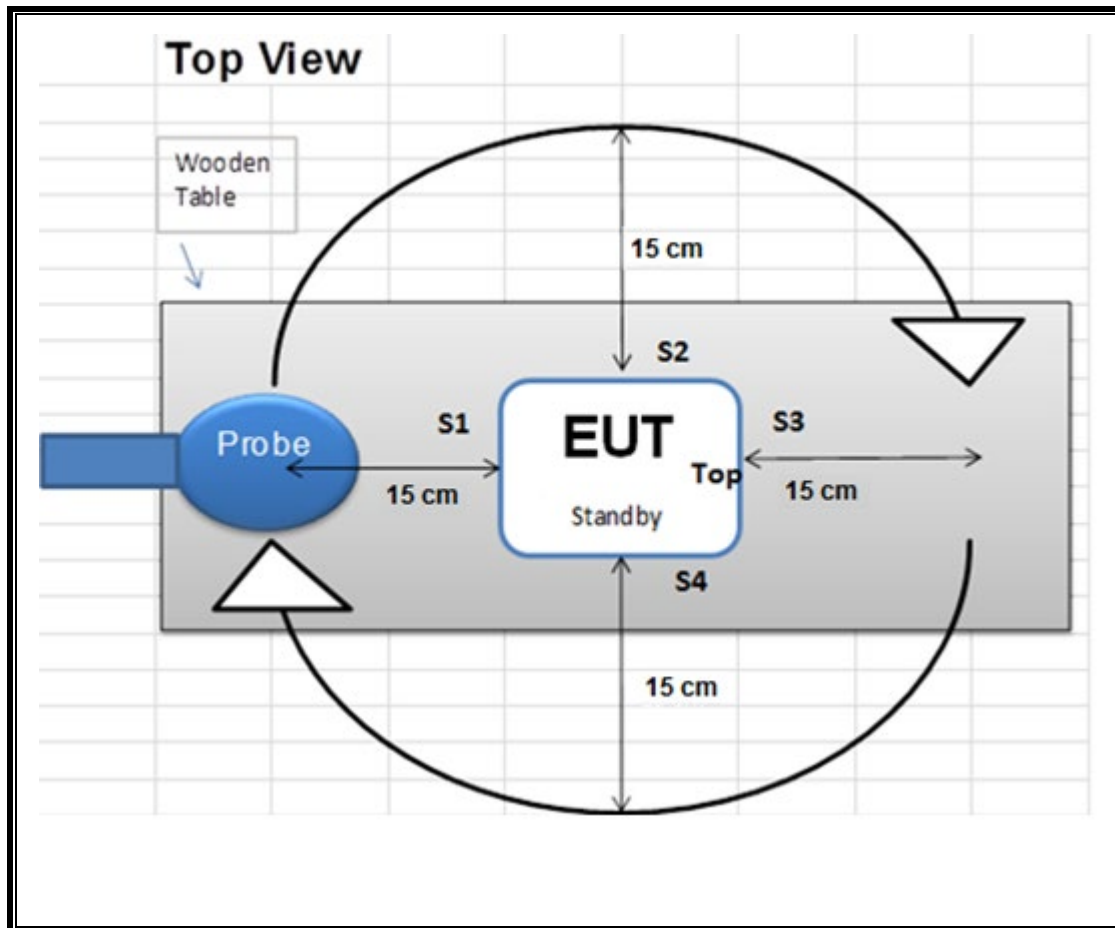 Top View
Wooden
Table
15 cm
S2
S1
EUT
S3
Probe
Top
15 cm
15 cm
Standby
S4
15 cm